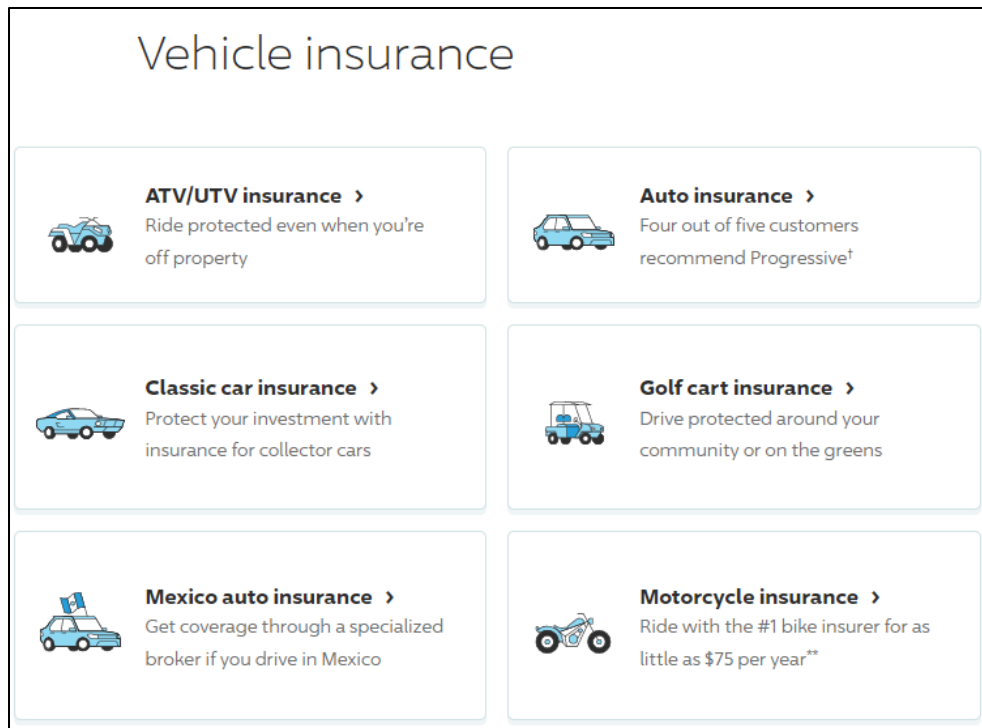 Vehicle insurance
ATV/UTV insurance ›
Ride protected even when you're
off property
Auto insurance ›
Four out of five customers
recommend Progressive†
Classic car insurance ›
Protect your investment with
insurance for collector cars
Golf cart insurance ›
Drive protected around your
community or on the greens
Mexico auto insurance ›
Get coverage through a specialized
broker if you drive in Mexico
Motorcycle insurance ›
Ride with the #1 bike insurer for as
little as $75 per year**